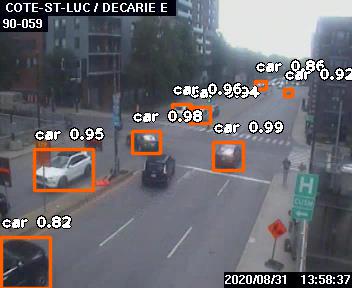 COTE-ST-LUC / DECARIE E
90-059
car 0.86
car 0.92
car 0.96
car 0.98
car 0.99
car 0.95
car 0.82
H
CUSM
2020/08/31 13:58:37